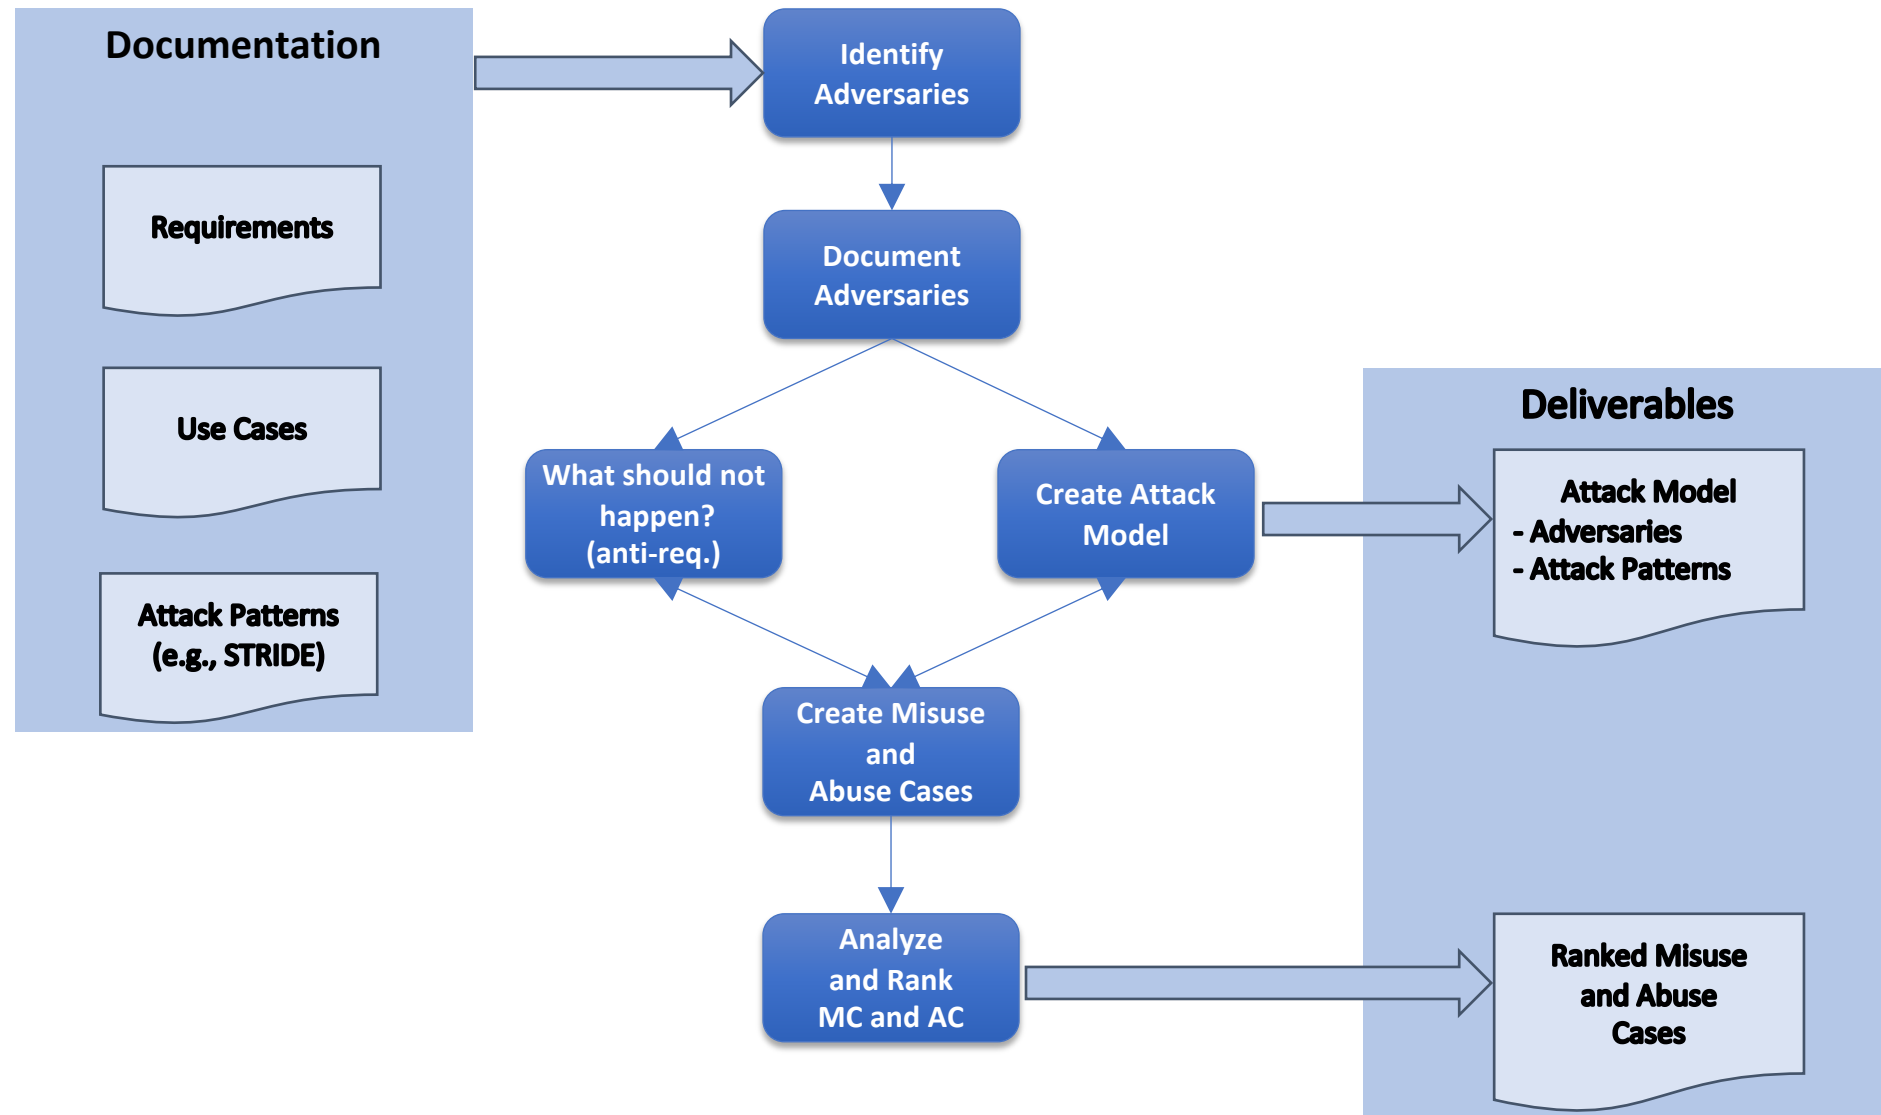 Documentation
Requirements
Use Cases
Attack Patterns
(e.g., STRIDE)
Identify
Adversaries
Document
Adversaries
What should not
happen?
(anti-req.)
Create Attack
Model
Create Misuse
and
Abuse Cases
Analyze
and Rank
MC and AC
Deliverables
Attack Model
- Adversaries
- Attack Patterns
Ranked Misuse
and Abuse
Cases